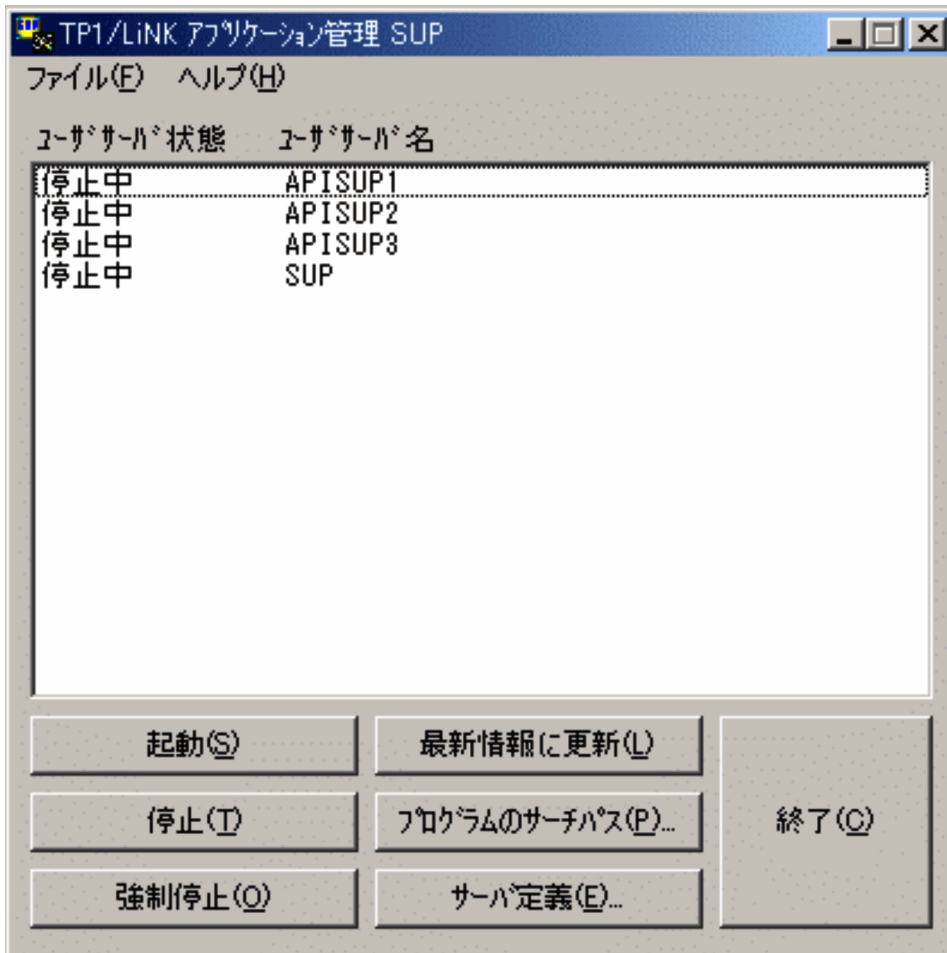 TP1/LiNK ｱﾌﾟﾘｹｰｼｮﾝ管理 SUP
ファイル(F) ヘルプ(H)
ﾕｰｻﾞｻｰﾊﾞ状態 ﾕｰｻﾞｻｰﾊﾞ名
停止中 APISUP1
停止中 APISUP2
停止中 APISUP3
停止中 SUP
起動(S) 最新情報に更新(L)
停止(T) プログラムのサーチパス(P)... 終了(C)
強制停止(O) サーバ定義(E)...